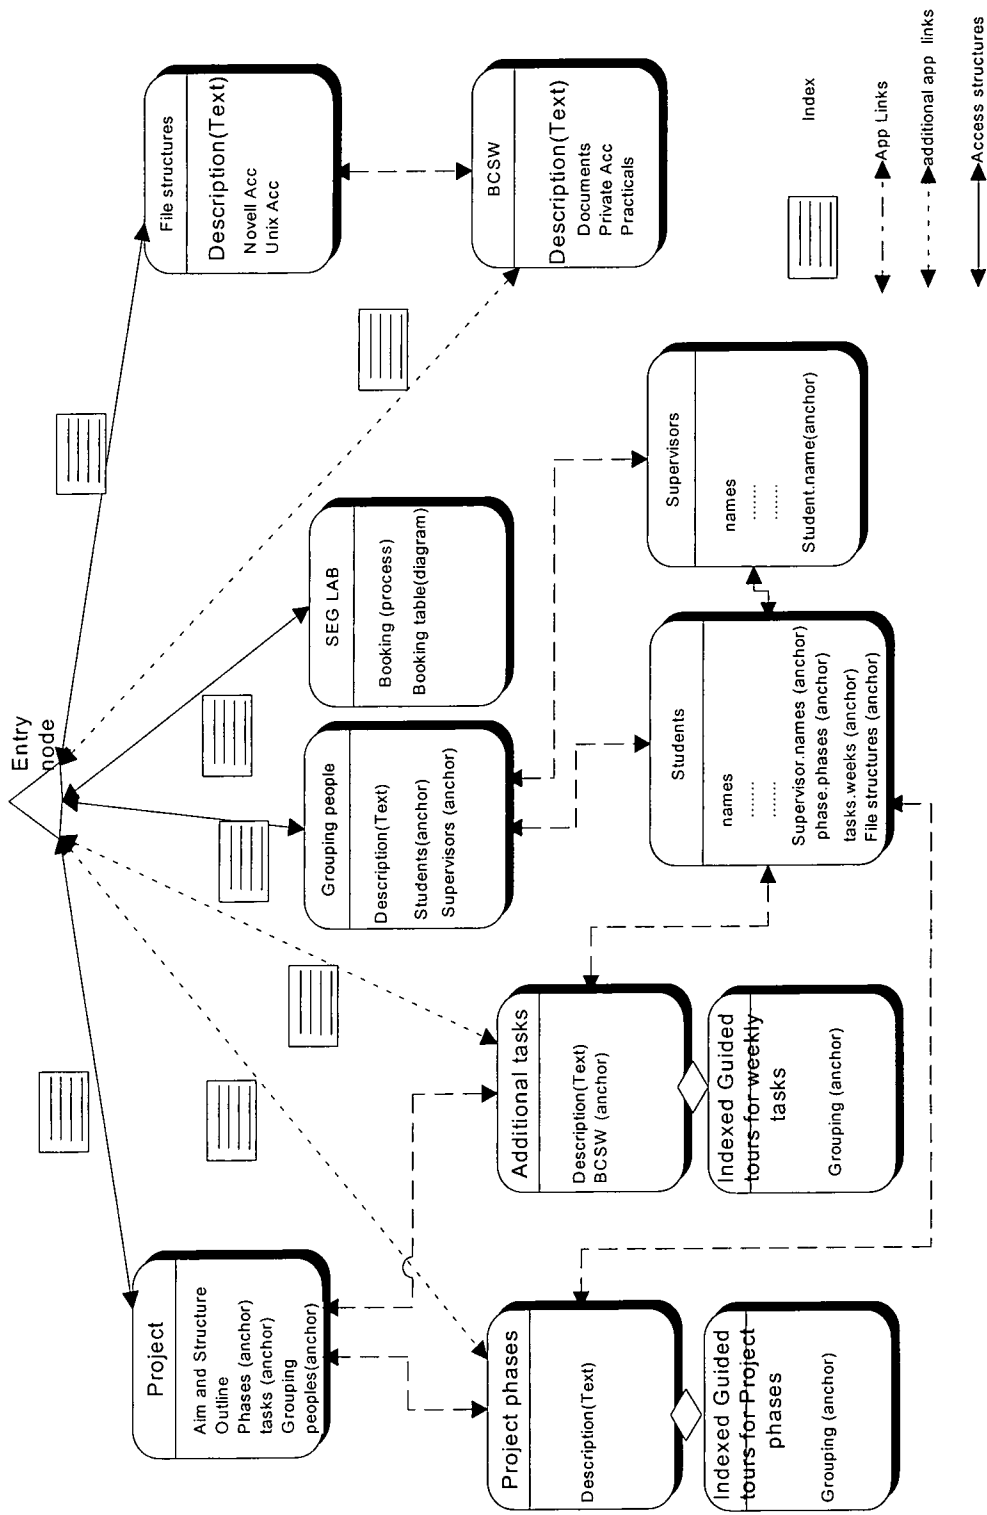 Entry
node
Project
Aim and Structure
Outline
Phases (anchor)
tasks (anchor)
Grouping
peoples(anchor)
Grouping people
Description(Text)
Students(anchor)
Supervisors (anchor)
SEG LAB
Booking (process)
Booking table(diagram)
File structures
Description(Text)
Novell Acc
Unix Acc
BCSW
Description(Text)
Documents
Private Acc
Practicals
Project phases
Description(Text)
Indexed Guided
tours for Project
phases
Grouping (anchor)
Additional tasks
Description(Text)
BCSW (anchor)
Indexed Guided
tours for weekly
tasks
Grouping (anchor)
Students
names
........
........
Supervisor.names (anchor)
phase.phases (anchor)
tasks.weeks (anchor)
File structures (anchor)
Supervisors
names
........
........
Student.name(anchor)
Index
App Links
additional app links
Access structures